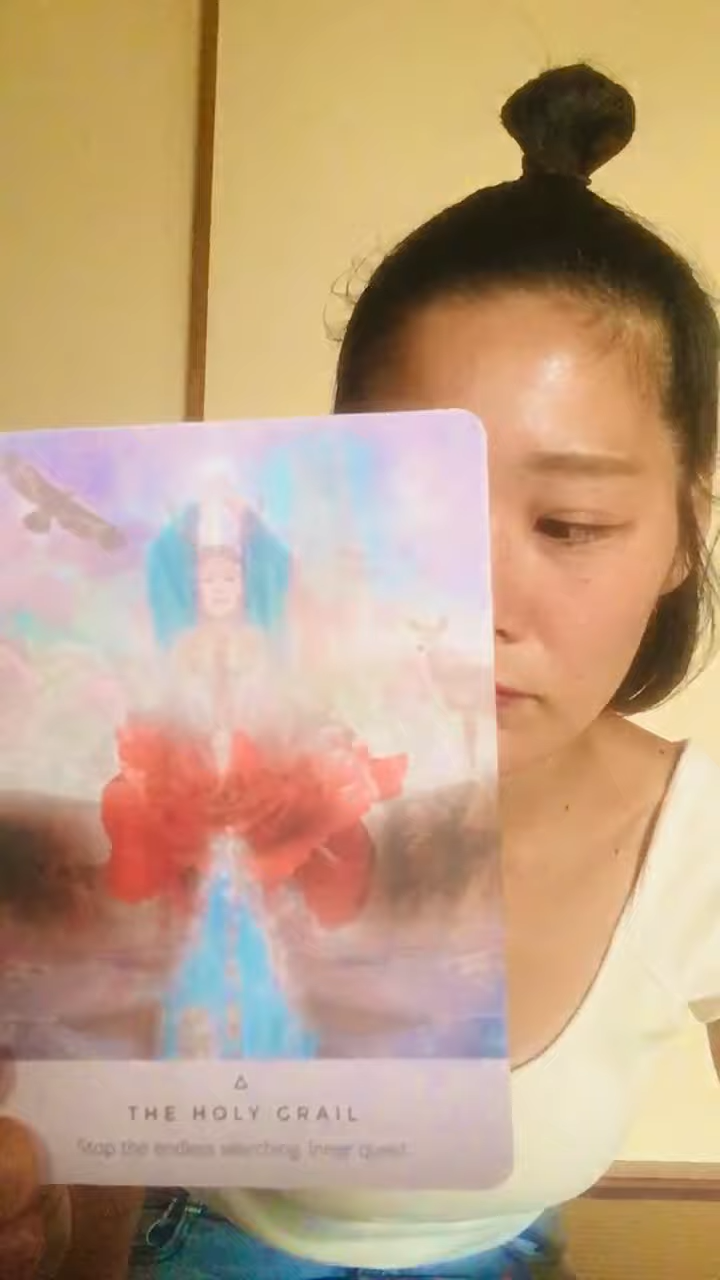 THE HOLY GRAIL
Stop the endless searching. Inner quest.